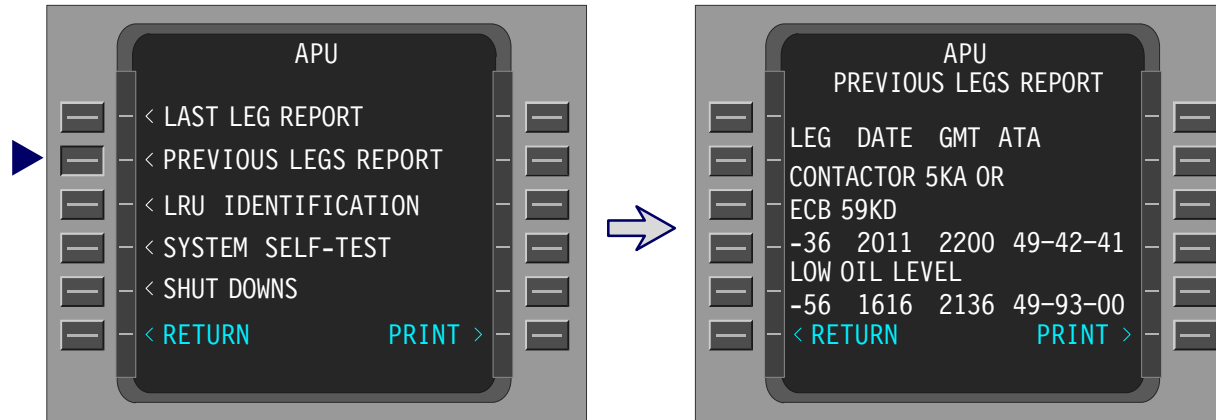 APU
< LAST LEG REPORT
< PREVIOUS LEGS REPORT
< LRU IDENTIFICATION
< SYSTEM SELF-TEST
< SHUT DOWNS
< RETURN PRINT >
APU
PREVIOUS LEGS REPORT
LEG DATE GMT ATA
CONTACTOR 5KA OR
ECB 59KD
-36 2011 2200 49-42-41
LOW OIL LEVEL
-56 1616 2136 49-93-00
< RETURN PRINT >